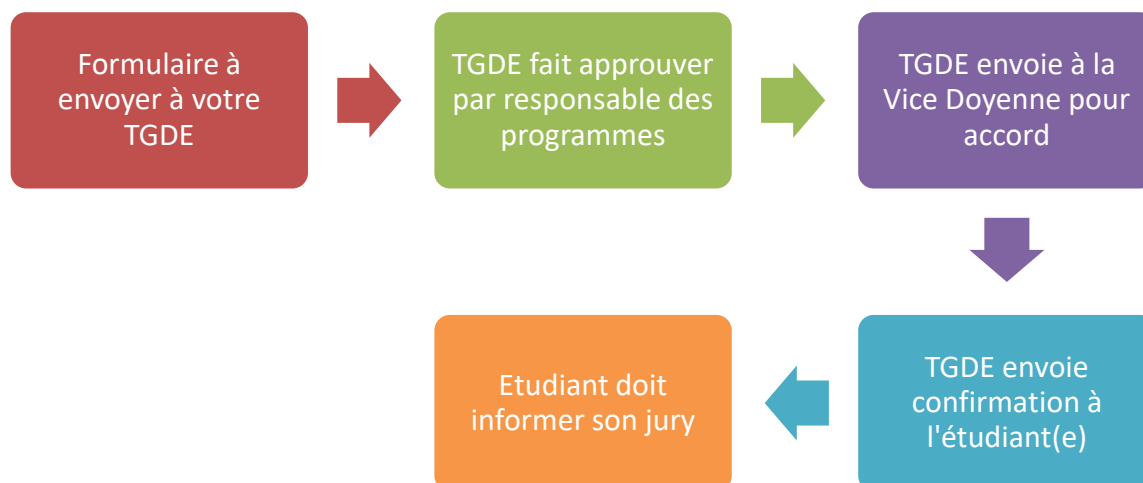 Formulaire à
envoyer à votre
TGDE
TGDE fait approuver
par responsable des
programmes
TGDE envoie à la
Vice Doyenne pour
accord
TGDE envoie
confirmation à
l'étudiant(e)
Etudiant doit
informer son jury